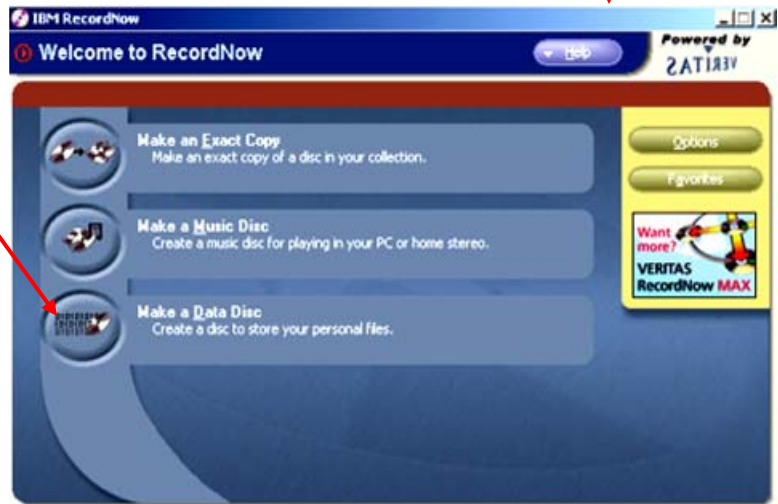 IBM RecordNow
Welcome to RecordNow
Help
Powered by
VERITAS
Make an Exact Copy
Make an exact copy of a disc in your collection.
Make a Music Disc
Create a music disc for playing in your PC or home stereo.
Make a Data Disc
Create a disc to store your personal files.
Options
Favorites
Want
more?
VERITAS
RecordNow MAX